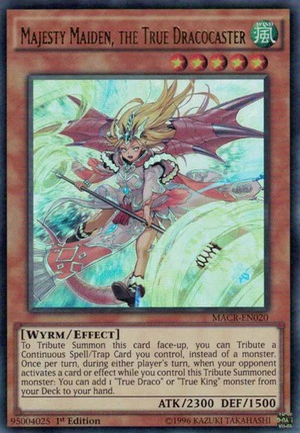 MAJESTY MAIDEN, THE TRUE DRACOCASTER
WIND
風
MACR-EN020
[WYRM/EFFECT]
To Tribute Summon this card face-up, you can Tribute a
Continuous Spell/Trap Card you control, instead of a monster.
Once per turn, during either player's turn, when your opponent
activates a card or effect while you control this Tribute Summoned
monster: You can add 1 "True Draco" or "True King" monster from
your Deck to your hand.
ATK/2300 DEF/1500
95004025 1st Edition ©1996 KAZUKI TAKAHASHI